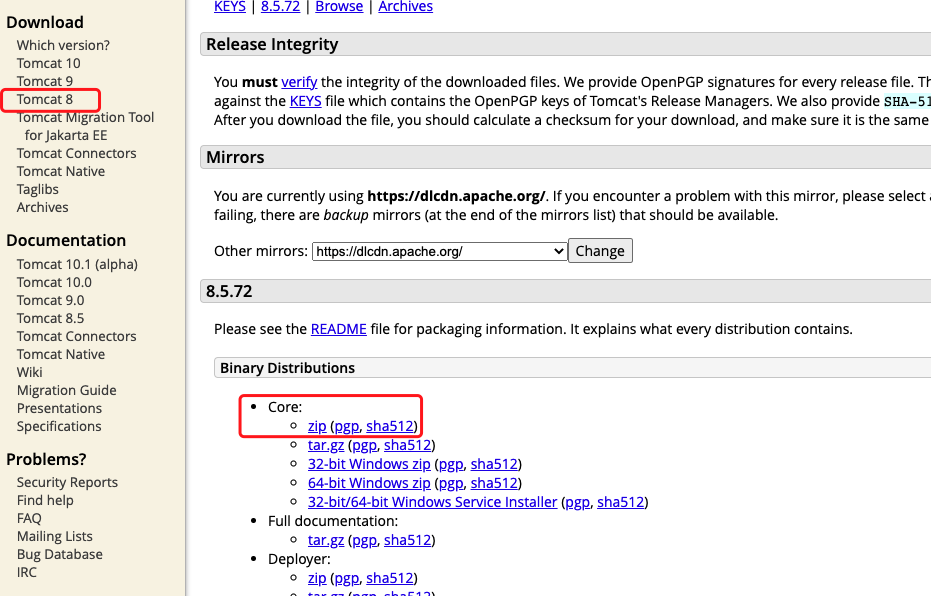 Download
Which version?
Tomcat 10
Tomcat 9
Tomcat 8
Tomcat Migration Tool
for Jakarta EE
Tomcat Connectors
Tomcat Native
Taglibs
Archives
Documentation
Tomcat 10.1 (alpha)
Tomcat 10.0
Tomcat 9.0
Tomcat 8.5
Tomcat Connectors
Tomcat Native
Wiki
Migration Guide
Presentations
Specifications
Problems?
Security Reports
Find help
FAQ
Mailing Lists
Bug Database
IRC
KEYS | 8.5.72 | Browse | Archives
Release Integrity
You must verify the integrity of the downloaded files. We provide OpenPGP signatures for every release file. Th
against the KEYS file which contains the OpenPGP keys of Tomcat's Release Managers. We also provide SHA-51
After you download the file, you should calculate a checksum for your download, and make sure it is the same
Mirrors
You are currently using https://dlcdn.apache.org/. If you encounter a problem with this mirror, please select a
failing, there are backup mirrors (at the end of the mirrors list) that should be available.
Other mirrors: https://dlcdn.apache.org/ Change
8.5.72
Please see the README file for packaging information. It explains what every distribution contains.
Binary Distributions
• Core:
◦ zip (pgp, sha512)
◦ tar.gz (pgp, sha512)
◦ 32-bit Windows zip (pgp, sha512)
◦ 64-bit Windows zip (pgp, sha512)
◦ 32-bit/64-bit Windows Service Installer (pgp, sha512)
• Full documentation:
◦ tar.gz (pgp, sha512)
• Deployer:
◦ zip (pgp, sha512)
◦ tar.gz (pgp, sha512)